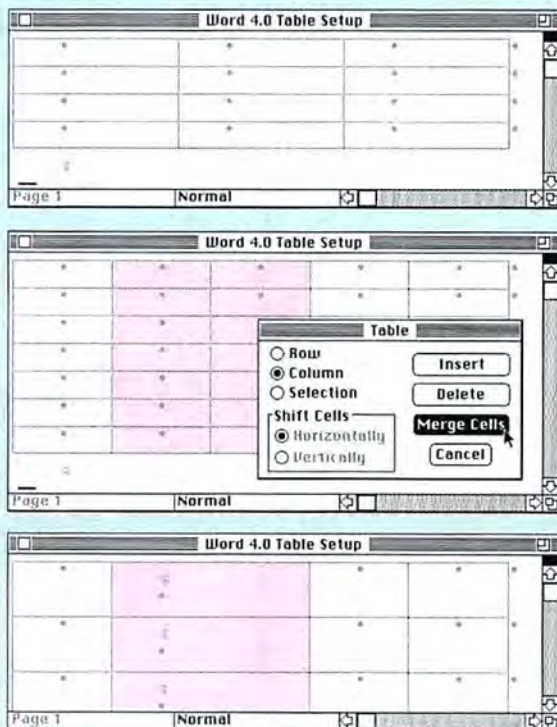 Word 4.0 Table Setup
Page 1 Normal
Word 4.0 Table Setup
Table
Row
Column
Selection
Shift Cells
Horizontally
Vertically
Insert
Delete
Merge Cells
Cancel
Page 1 Normal
Word 4.0 Table Setup
Page 1 Normal